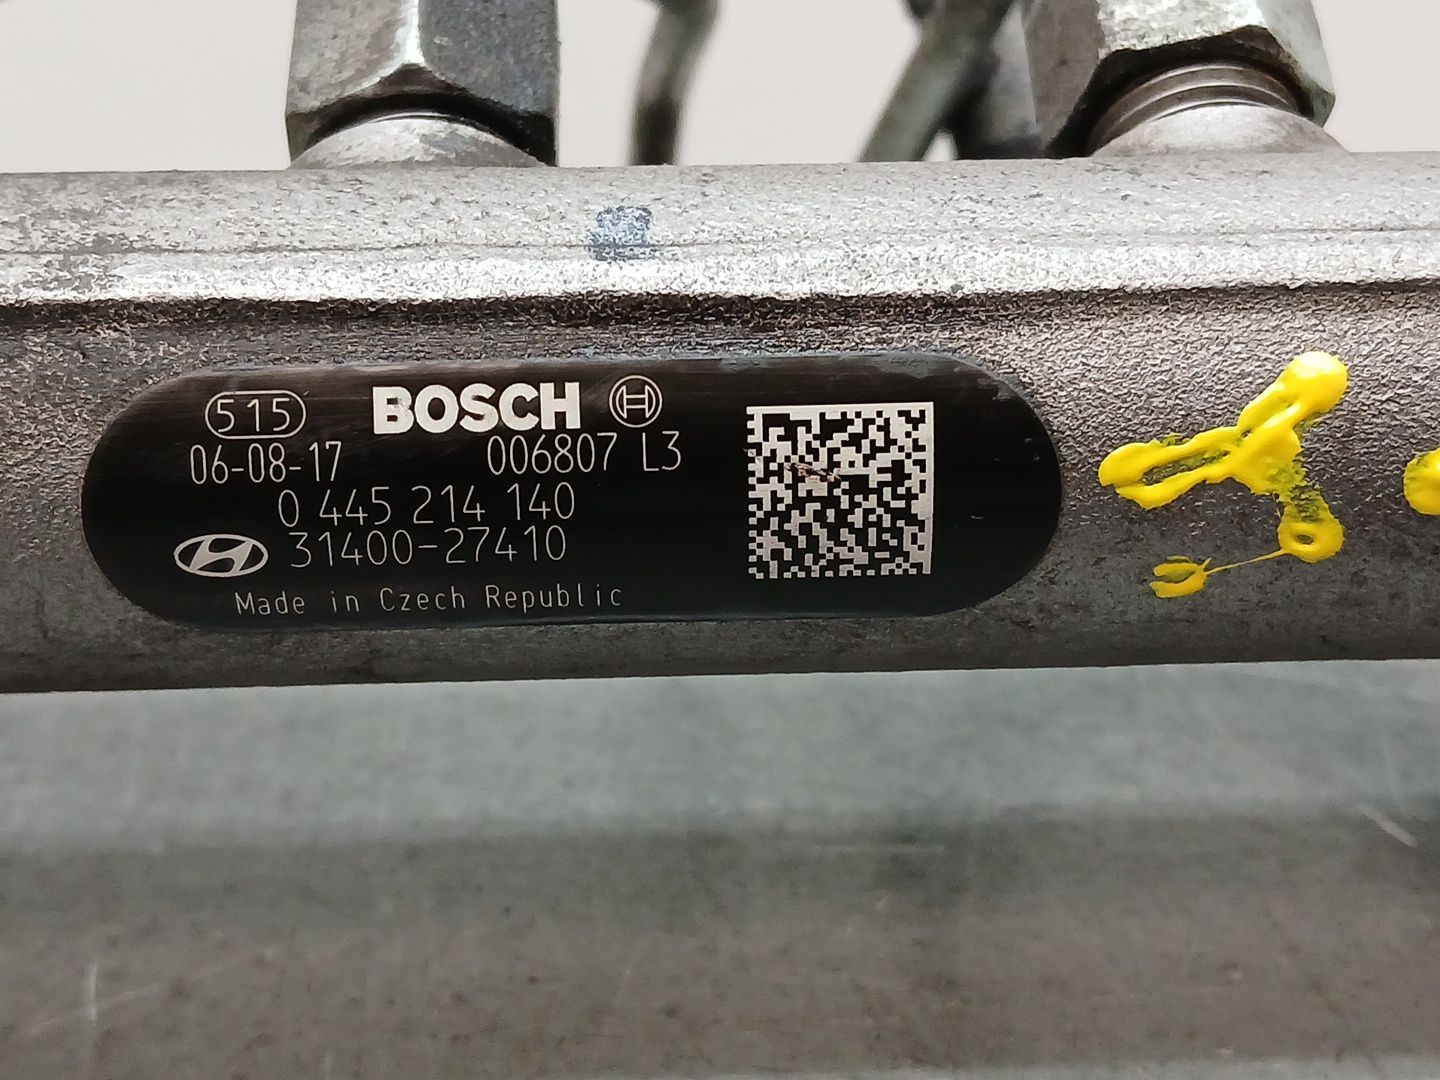 515 BOSCH
06-08-17 006807 L3
0 445 214 140
31400-27410
Made in Czech Republic